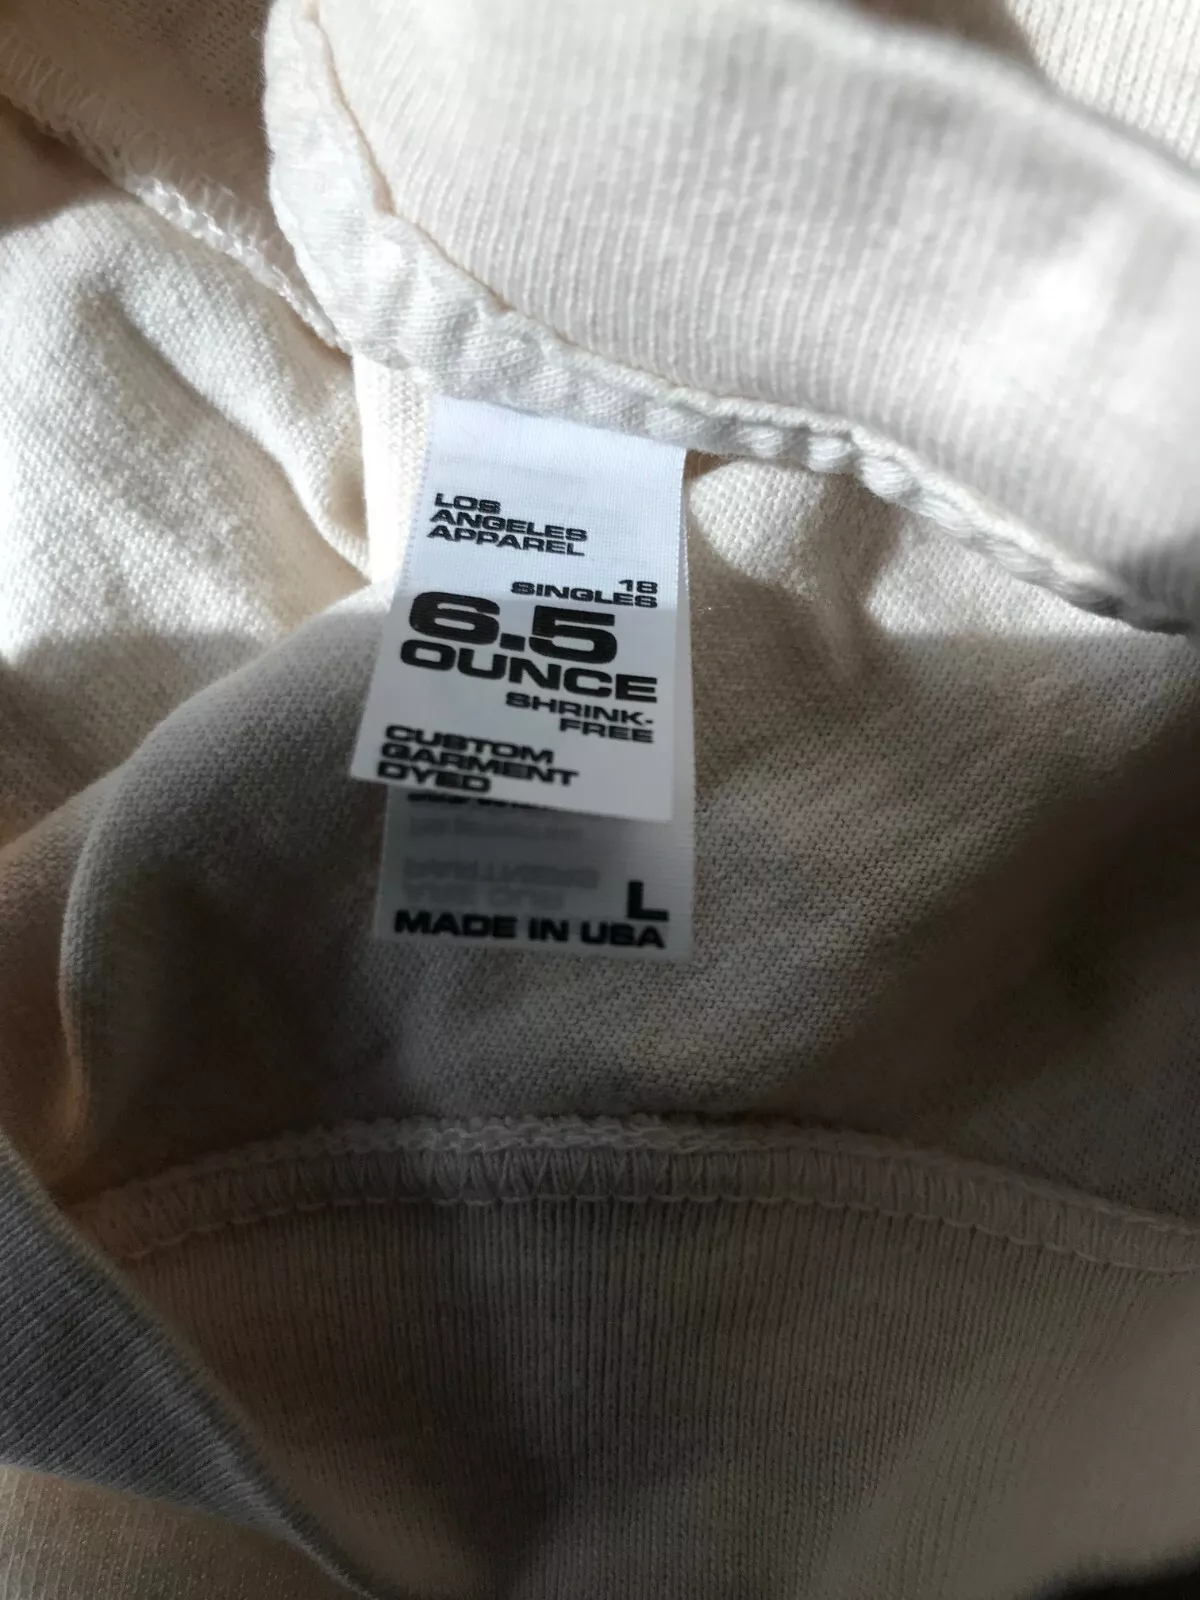 LOS
ANGELES
APPAREL
18
SINGLES
6.5
OUNCE
SHRINK-
FREE
CUSTOM
GARMENT
DYED
L
MADE IN USA